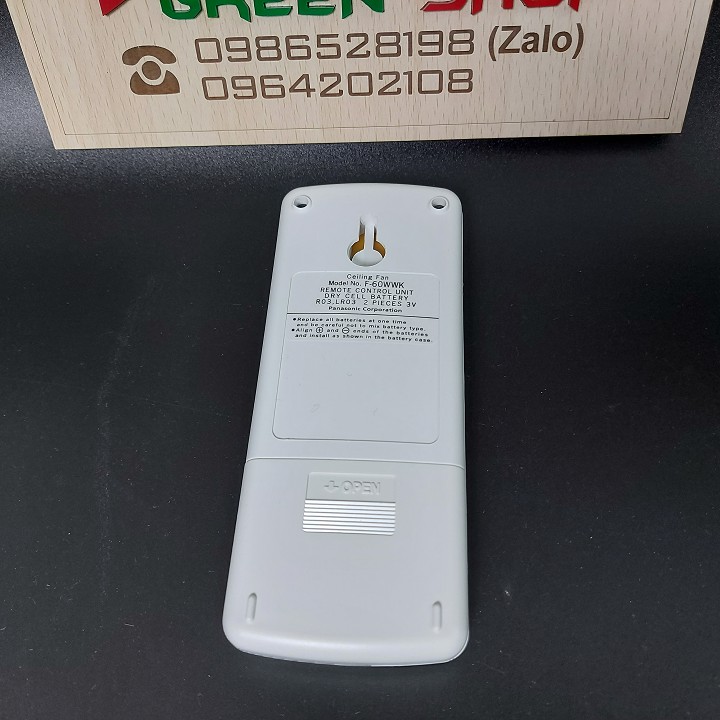 GREEN SHOP
0986528198 (Zalo)
0964202108
Ceiling Fan
Model No. F-60WWK
REMOTE CONTROL UNIT
DRY CELL BATTERY
R03,LR03 2 PIECES 3V
Panasonic Corporation
●Replace all batteries at one time
and be careful not to mix battery type.
●Align ⊕ and ⊖ ends of the batteries
and install as shown in the battery case.
OPEN